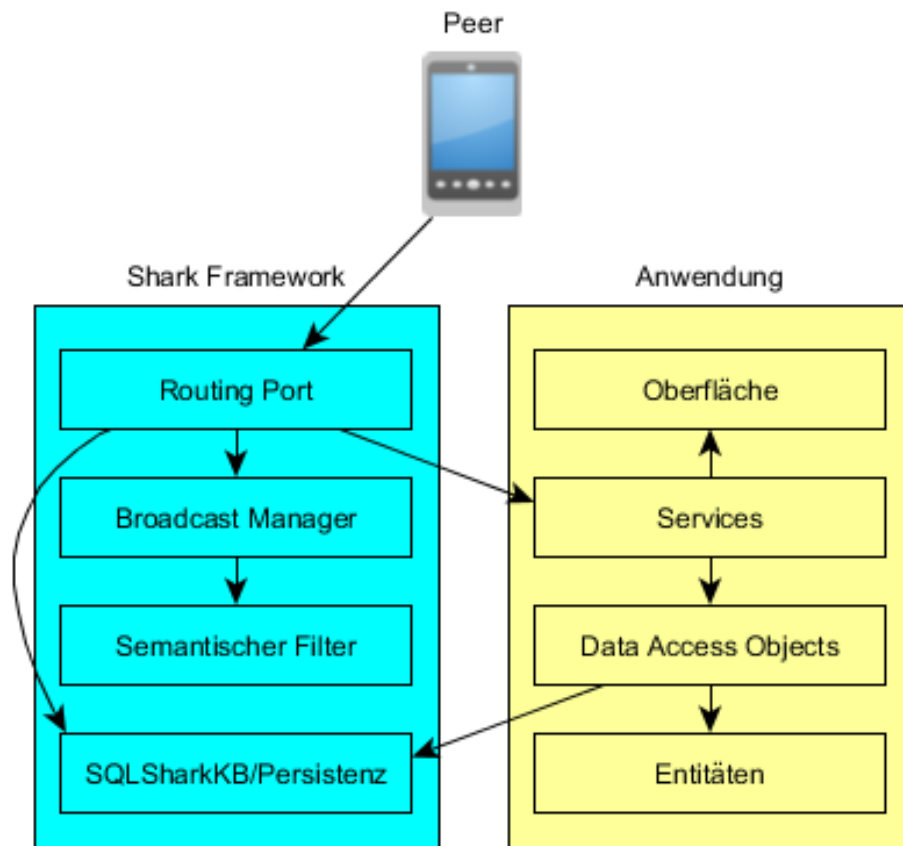 Peer
Shark Framework
Anwendung
Routing Port
Oberfläche
Broadcast Manager
Services
Semantischer Filter
Data Access Objects
SQLSharkKB/Persistenz
Entitäten